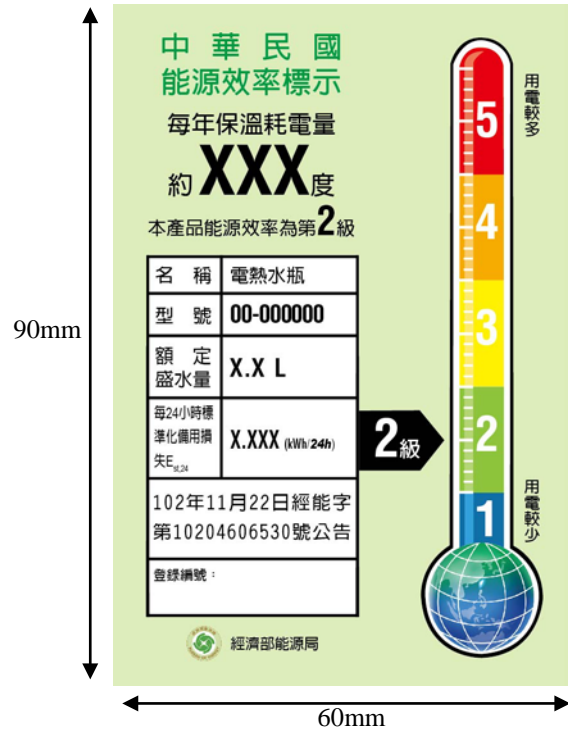 中華民國
能源效率標示
每年保溫耗電量
約XXX度
本產品能源效率為第2級
名稱 電熱水瓶
型號 00-000000
額定
盛水量 X.X L
每24小時標
準化備用損
失E_{st,24} X.XXX (kWh/24h)
102年11月22日經能字
第10204606530號公告
登錄編號：
經濟部能源局
2級
5
4
3
2
1
用電較多
用電較少
90mm
60mm